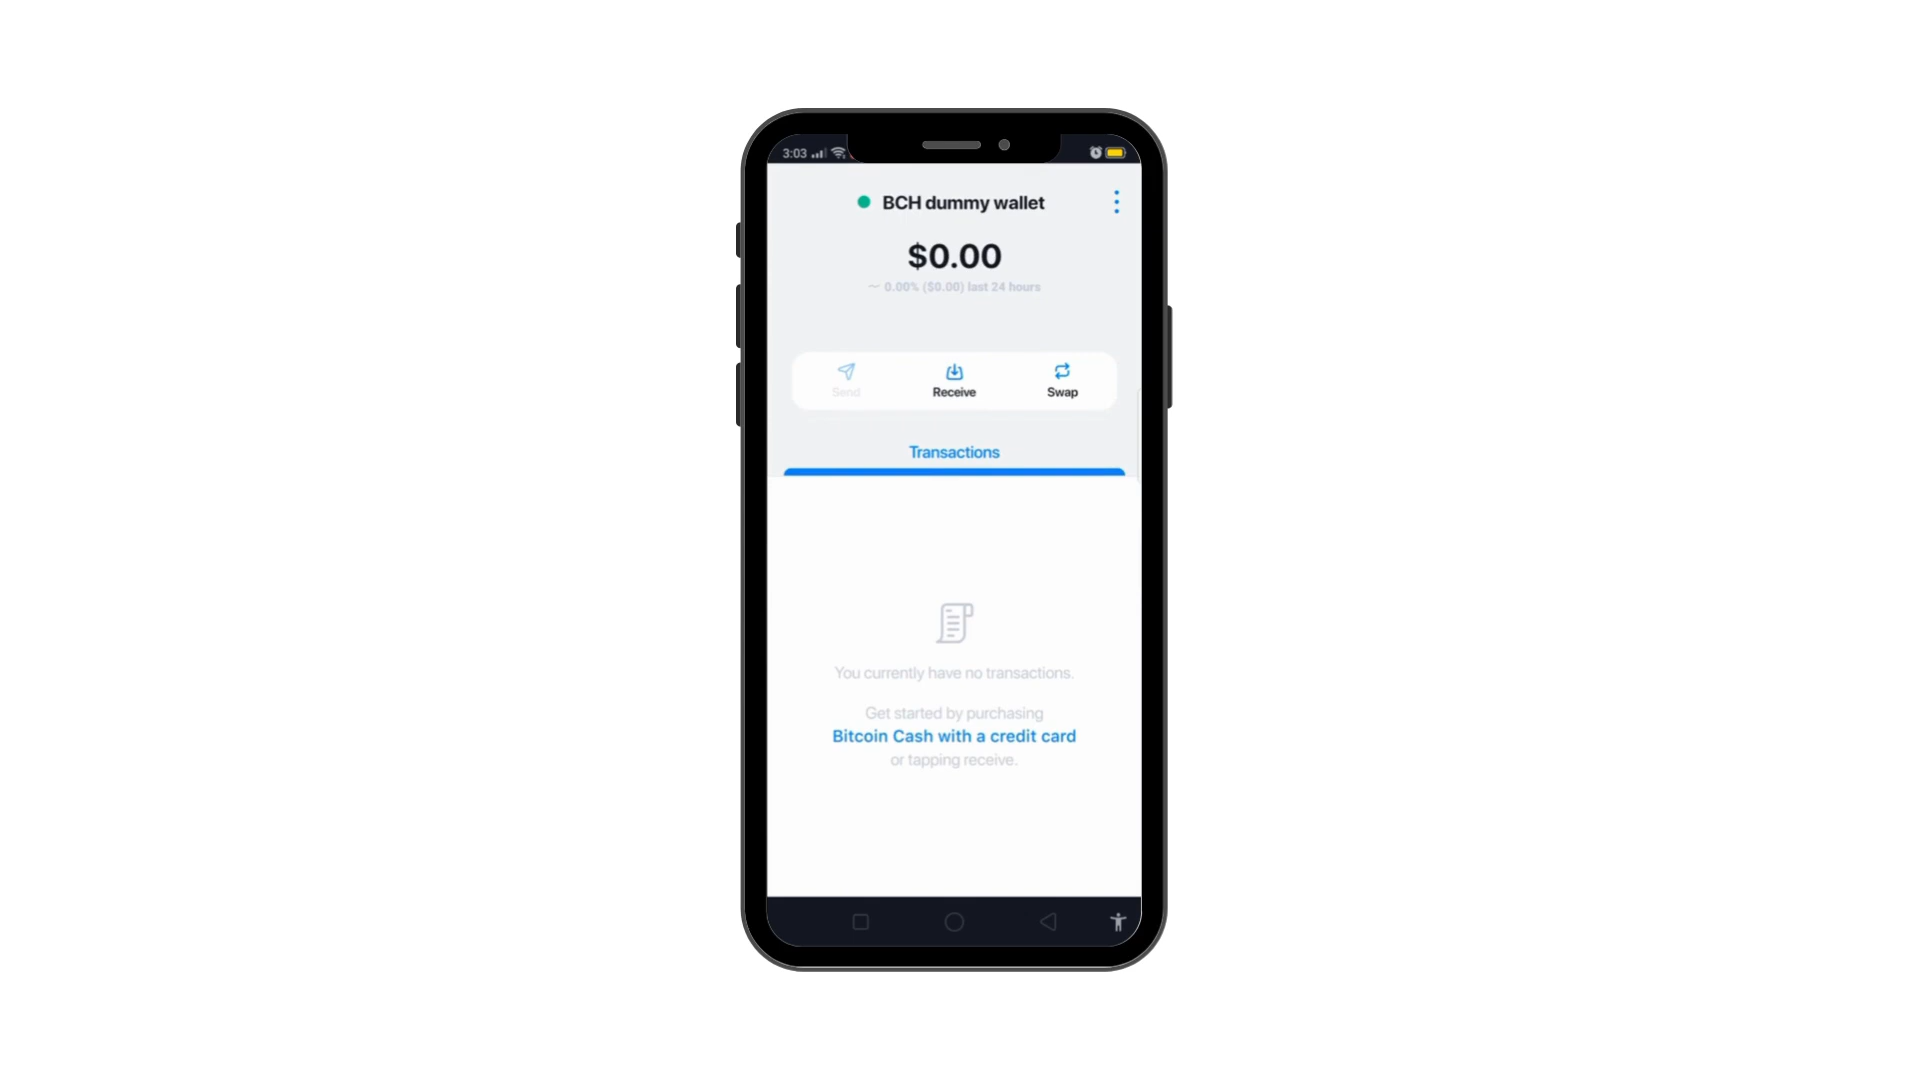 3:03
BCH dummy wallet
$0.00
~ 0.00% ($0.00) last 24 hours
Send Receive Swap
Transactions
You currently have no transactions.
Get started by purchasing
Bitcoin Cash with a credit card
or tapping receive.